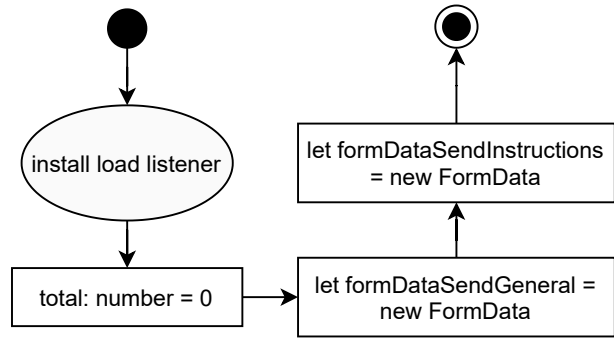 install load listener
total: number = 0
let formDataSendGeneral =
new FormData
let formDataSendInstructions
= new FormData